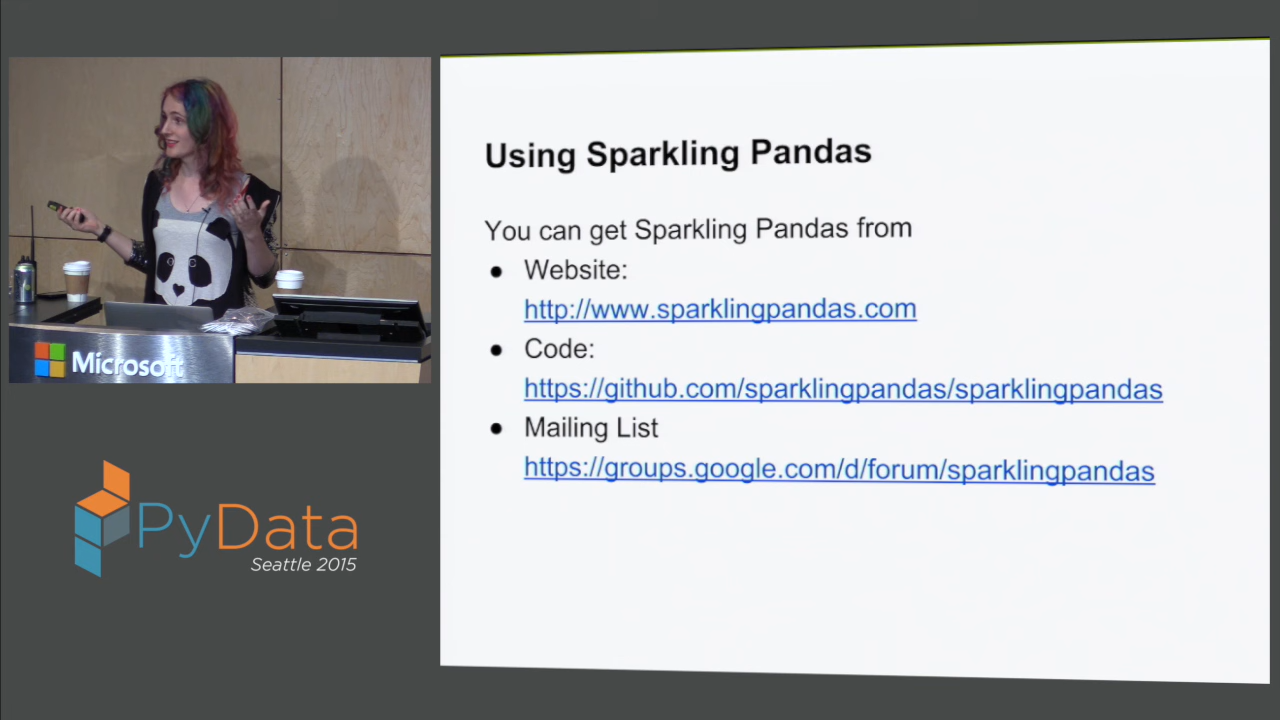 Using Sparkling Pandas
You can get Sparkling Pandas from
● Website:
http://www.sparklingpandas.com
● Code:
https://github.com/sparklingpandas/sparklingpandas
● Mailing List
https://groups.google.com/d/forum/sparklingpandas
Microsoft
PyData
Seattle 2015